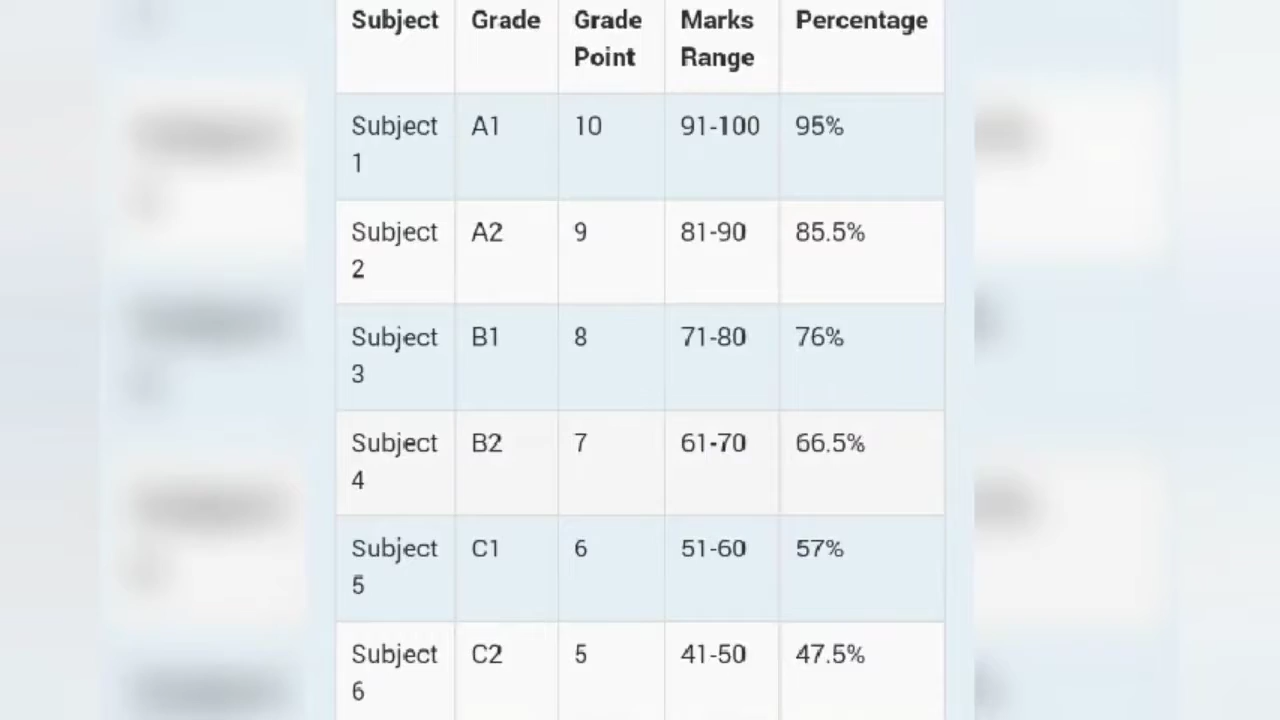 Subject Grade Grade Point Marks Range Percentage
Subject 1 A1 10 91-100 95%
Subject 2 A2 9 81-90 85.5%
Subject 3 B1 8 71-80 76%
Subject 4 B2 7 61-70 66.5%
Subject 5 C1 6 51-60 57%
Subject 6 C2 5 41-50 47.5%